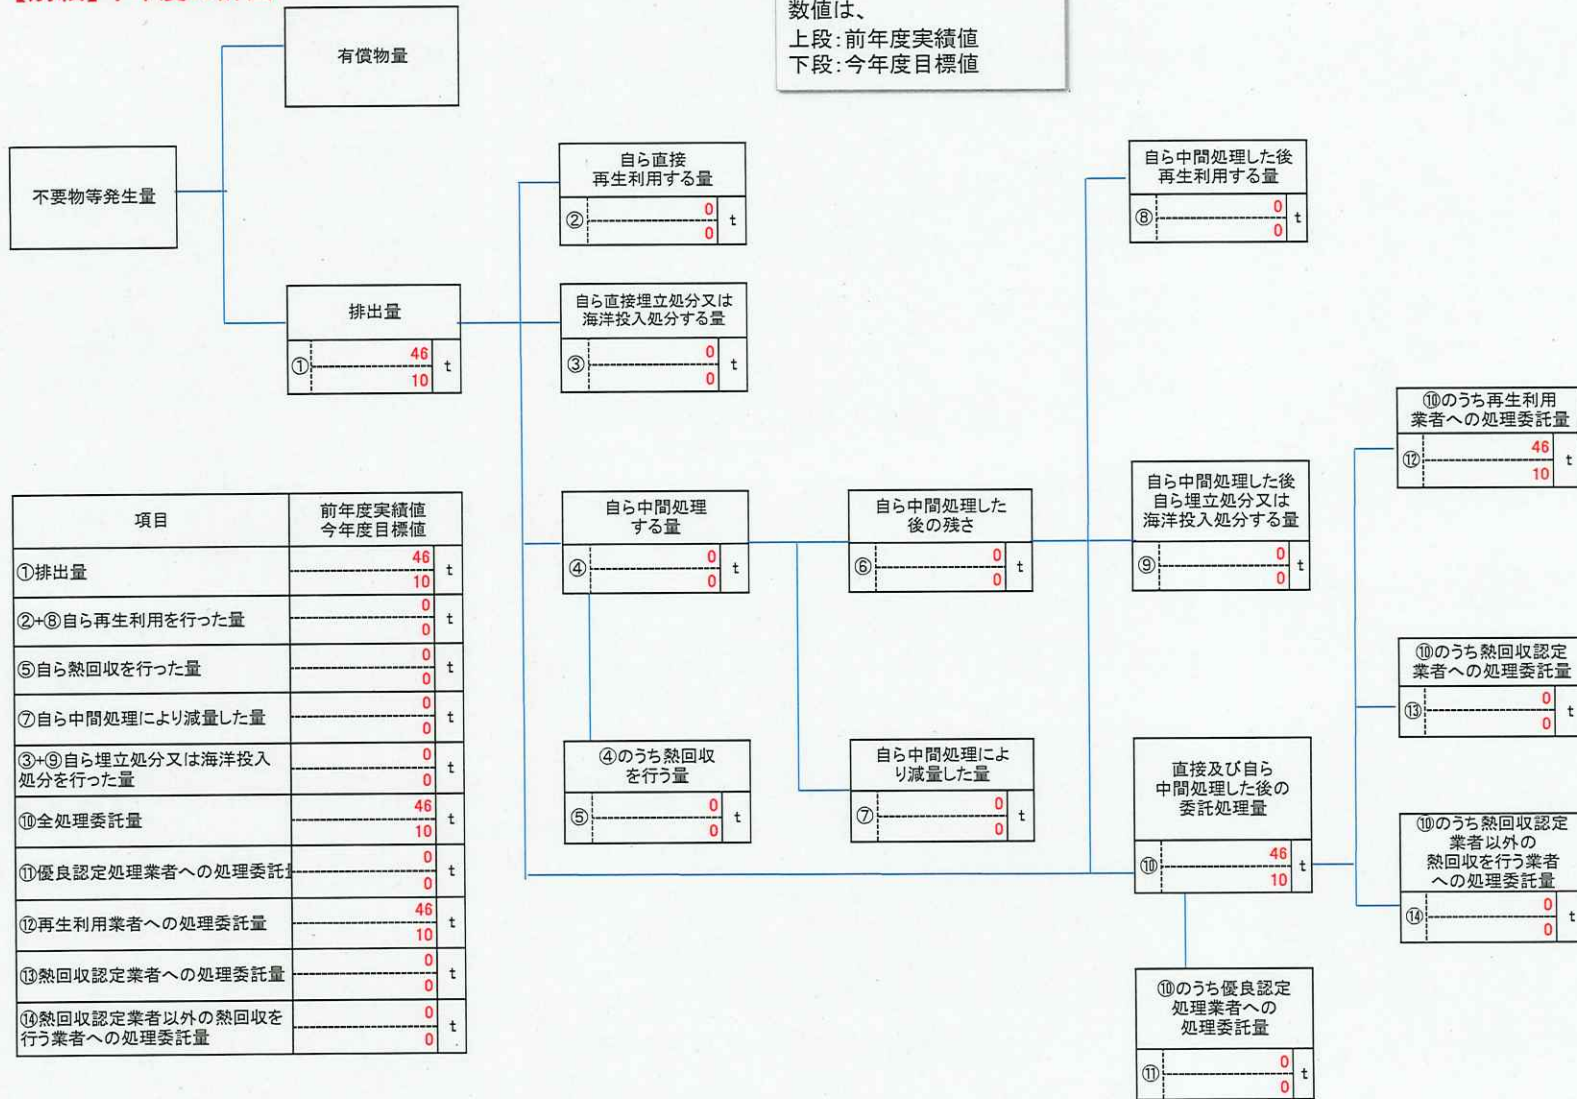 数値は、
上段:前年度実績値
下段:今年度目標値
有償物量
不要物等発生量
自ら直接
再生利用する量
② 0 t
0
自ら中間処理した後
再生利用する量
⑧ 0 t
0
排出量
① 46 t
10
自ら直接埋立処分又は
海洋投入処分する量
③ 0 t
0
⑩のうち再生利用
業者への処理委託量
⑫ 46 t
10
自ら中間処理
する量
④ 0 t
0
自ら中間処理した
後の残さ
⑥ 0 t
0
自ら中間処理した後
自ら埋立処分又は
海洋投入処分する量
⑨ 0 t
0
⑩のうち熱回収認定
業者への処理委託量
⑬ 0 t
0
④のうち熱回収
を行う量
⑤ 0 t
0
自ら中間処理によ
り減量した量
⑦ 0 t
0
直接及び自ら
中間処理した後の
委託処理量
⑩ 46 t
10
⑩のうち熱回収認定
業者以外の
熱回収を行う業者
への処理委託量
⑭ 0 t
0
⑩のうち優良認定
処理業者への
処理委託量
⑪ 0 t
0
項目 前年度実績値
今年度目標値
①排出量 46 t
10
②+⑧自ら再生利用を行った量 0 t
0
⑤自ら熱回収を行った量 0 t
0
⑦自ら中間処理により減量した量 0 t
0
③+⑨自ら埋立処分又は海洋投入
処分を行った量 0 t
0
⑩全処理委託量 46 t
10
⑪優良認定処理業者への処理委託 0 t
0
⑫再生利用業者への処理委託量 46 t
10
⑬熱回収認定業者への処理委託量 0 t
0
⑭熱回収認定業者以外の熱回収を
行う業者への処理委託量 0 t
0